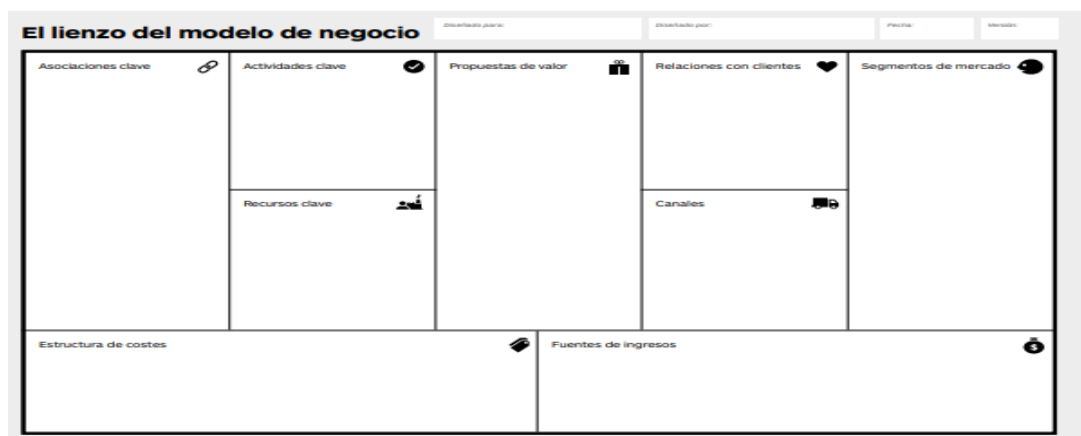 El lienzo del modelo de negocio
Diseñado para:
Diseñado por:
Fecha:
Versión:
Asociaciones clave
Actividades clave
Propuestas de valor
Relaciones con clientes
Segmentos de mercado
Recursos clave
Canales
Estructura de costes
Fuentes de ingresos
$